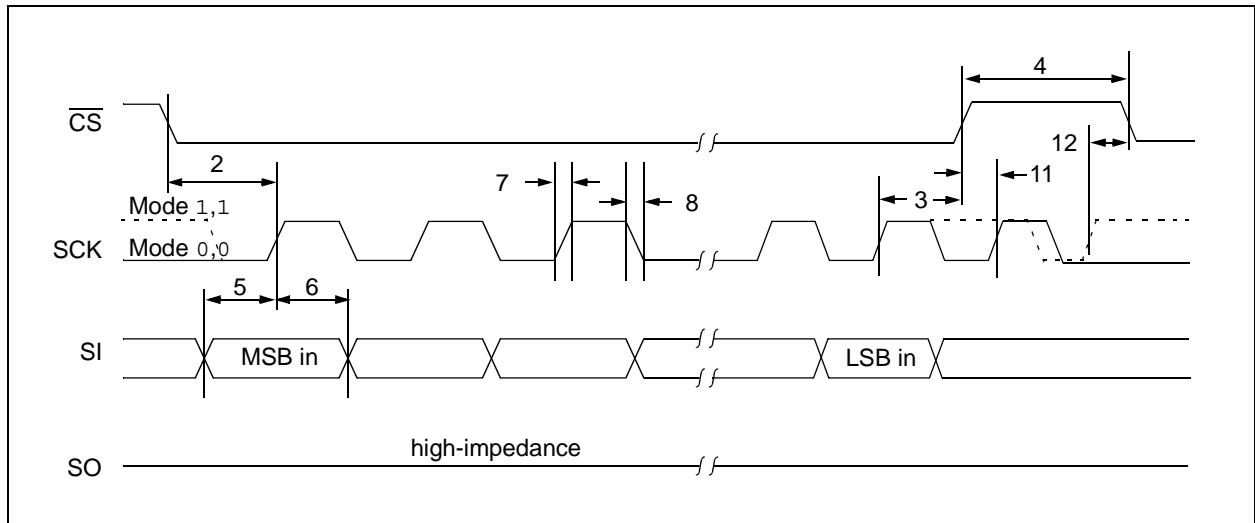 4
CS
12
2
7
8
3
11
Mode 1,1
SCK
Mode 0,0
5
6
SI
MSB in
LSB in
high-impedance
SO